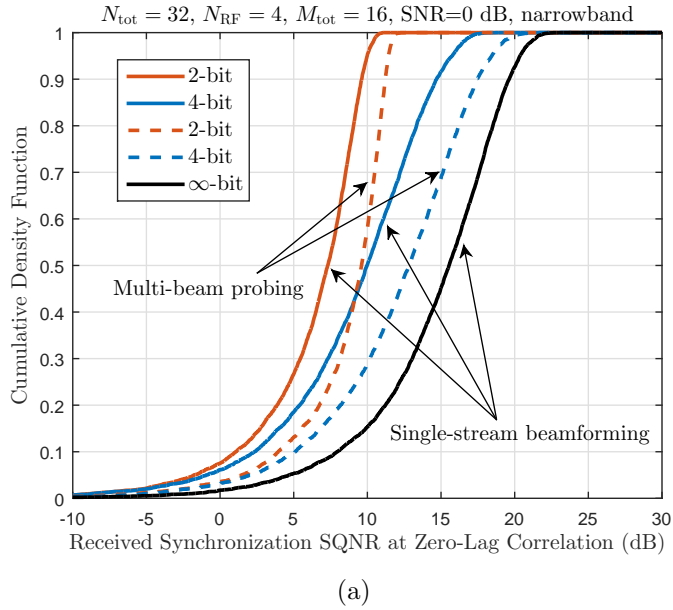 N_tot = 32, N_RF = 4, M_tot = 16, SNR=0 dB, narrowband
Cumulative Density Function
1
0.9
0.8
0.7
0.6
0.5
0.4
0.3
0.2
0.1
0
2-bit
4-bit
2-bit
4-bit
∞-bit
Multi-beam probing
Single-stream beamforming
-10 -5 0 5 10 15 20 25 30
Received Synchronization SQNR at Zero-Lag Correlation (dB)
(a)